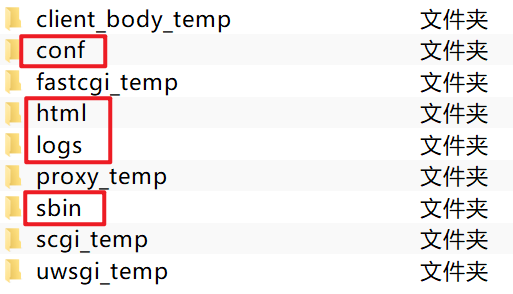 client_body_temp 文件夹
conf 文件夹
fastcgi_temp 文件夹
html 文件夹
logs 文件夹
proxy_temp 文件夹
sbin 文件夹
scgi_temp 文件夹
uwsgi_temp 文件夹